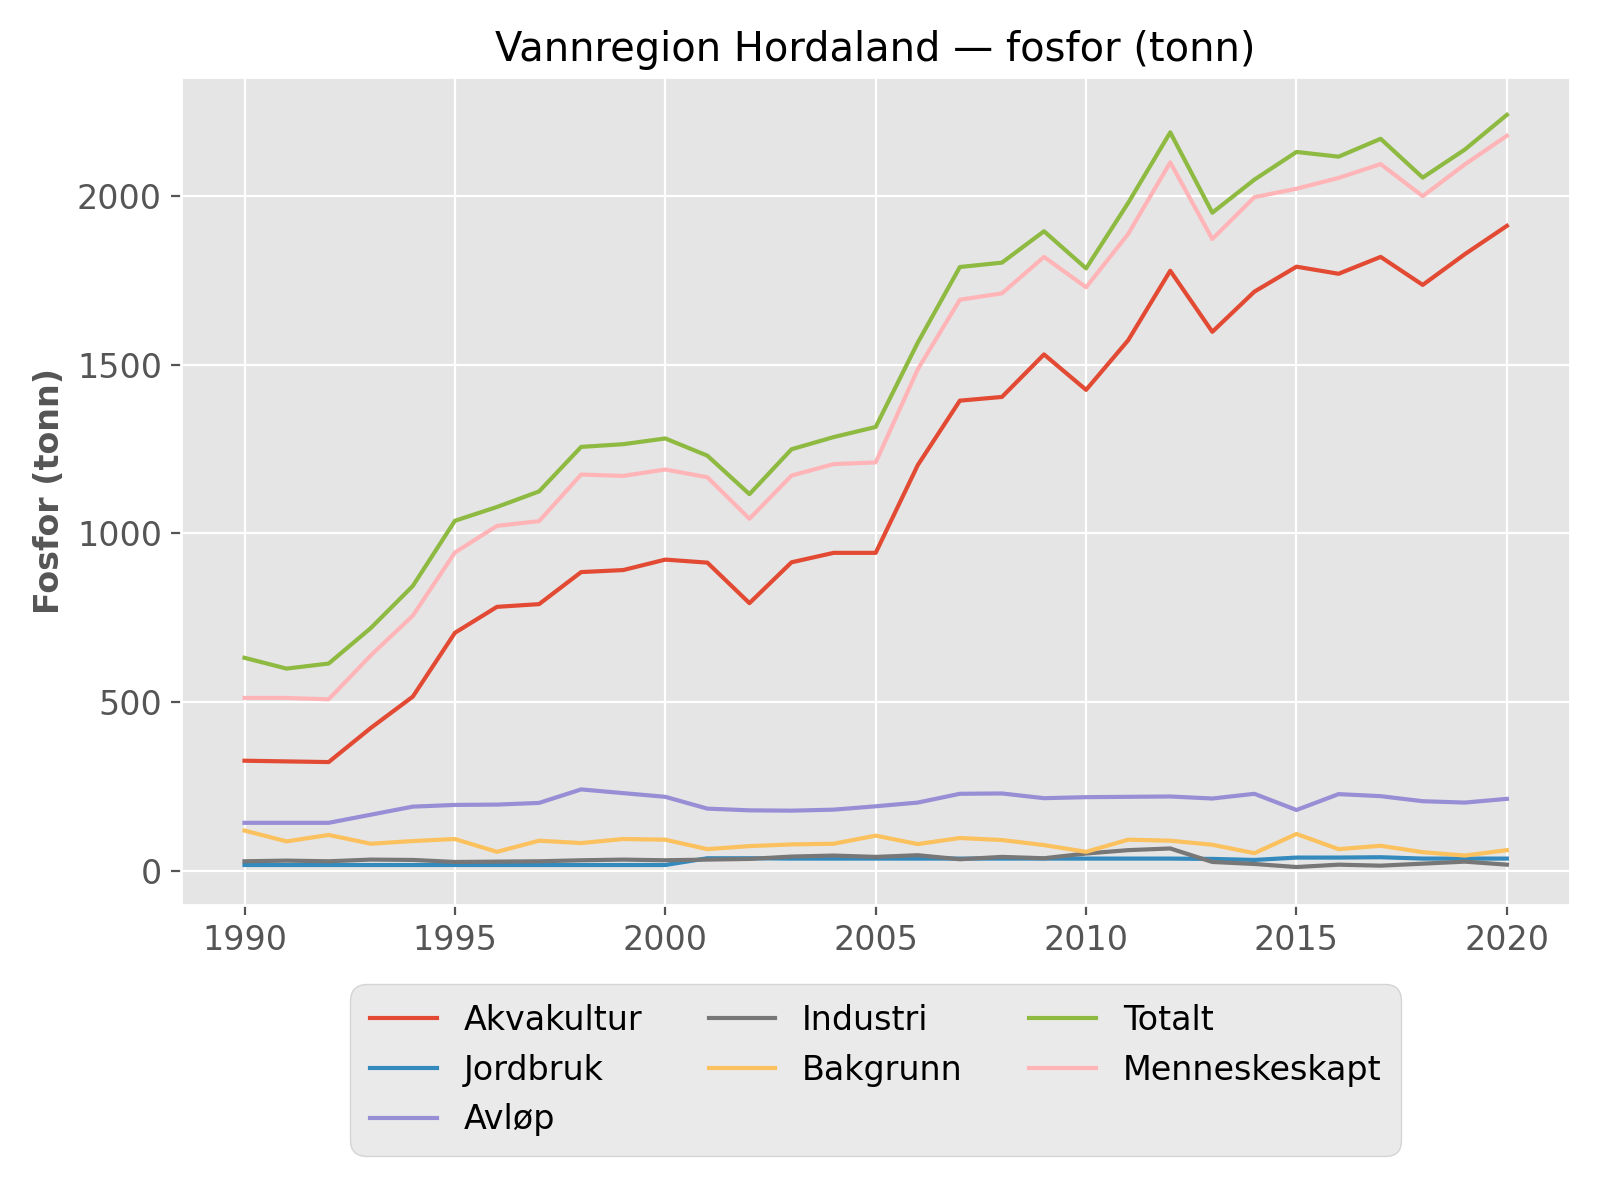 Vannregion Hordaland — fosfor (tonn)
Fosfor (tonn)
2000
1500
1000
500
0
1990 1995 2000 2005 2010 2015 2020
Akvakultur Industri Totalt
Jordbruk Bakgrunn Menneskeskapt
Avløp